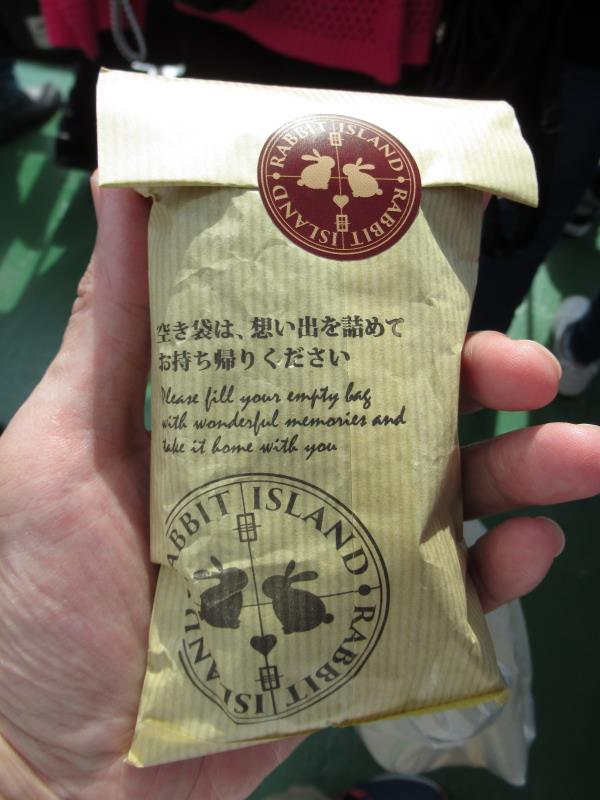 RABBIT ISLAND • RABBIT ISLAND •
空き袋は、想い出を詰めて
お持ち帰りください
Please fill your empty bag
with wonderful memories and
take it home with you
RABBIT ISLAND • RABBIT ISLAND •